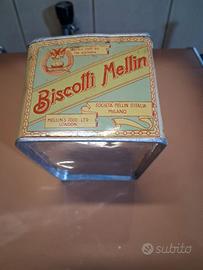 Biscotti Mellin
SOCIETÀ MELLIN D'ITALIA
MILANO
MELLIN'S FOOD LTD
LONDON
subito